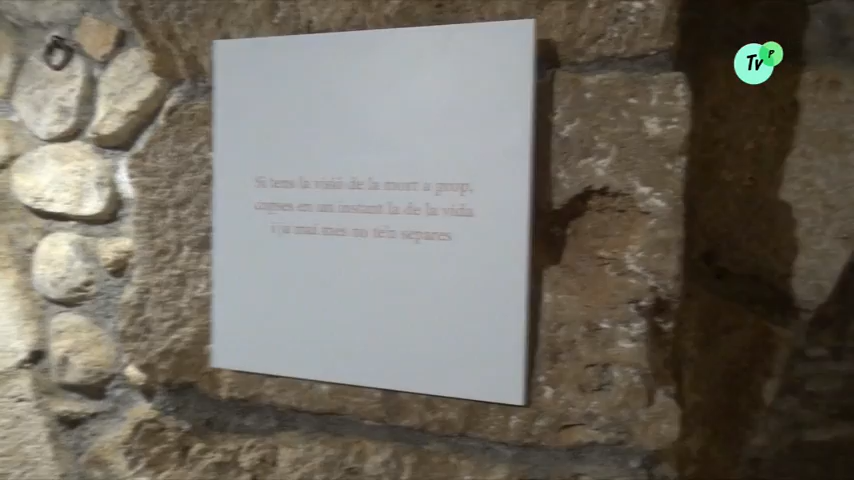 Si tens la visió de la mort a prop,
copses en un instant la de la vida
i ja mai més no te'n separes
TV
P